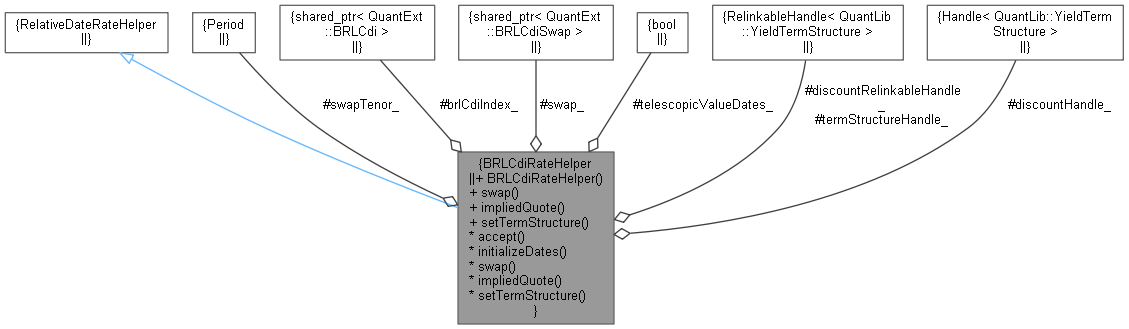 {RelativeDateRateHelper
||}
{Period
||}
{shared_ptr< QuantExt
::BRLCdi >
||}
{shared_ptr< QuantExt
::BRLCdiSwap >
||}
{bool
||}
{RelinkableHandle< QuantLib
::YieldTermStructure >
||}
{Handle< QuantLib::YieldTerm
Structure >
||}
#swapTenor_
#brlCdiIndex_
#swap_
#telescopicValueDates_
#discountRelinkableHandle
_
#termStructureHandle_
#discountHandle_
{BRLCdiRateHelper
||+ BRLCdiRateHelper()
+ swap()
+ impliedQuote()
+ setTermStructure()
* accept()
* initializeDates()
* swap()
* impliedQuote()
* setTermStructure()
}